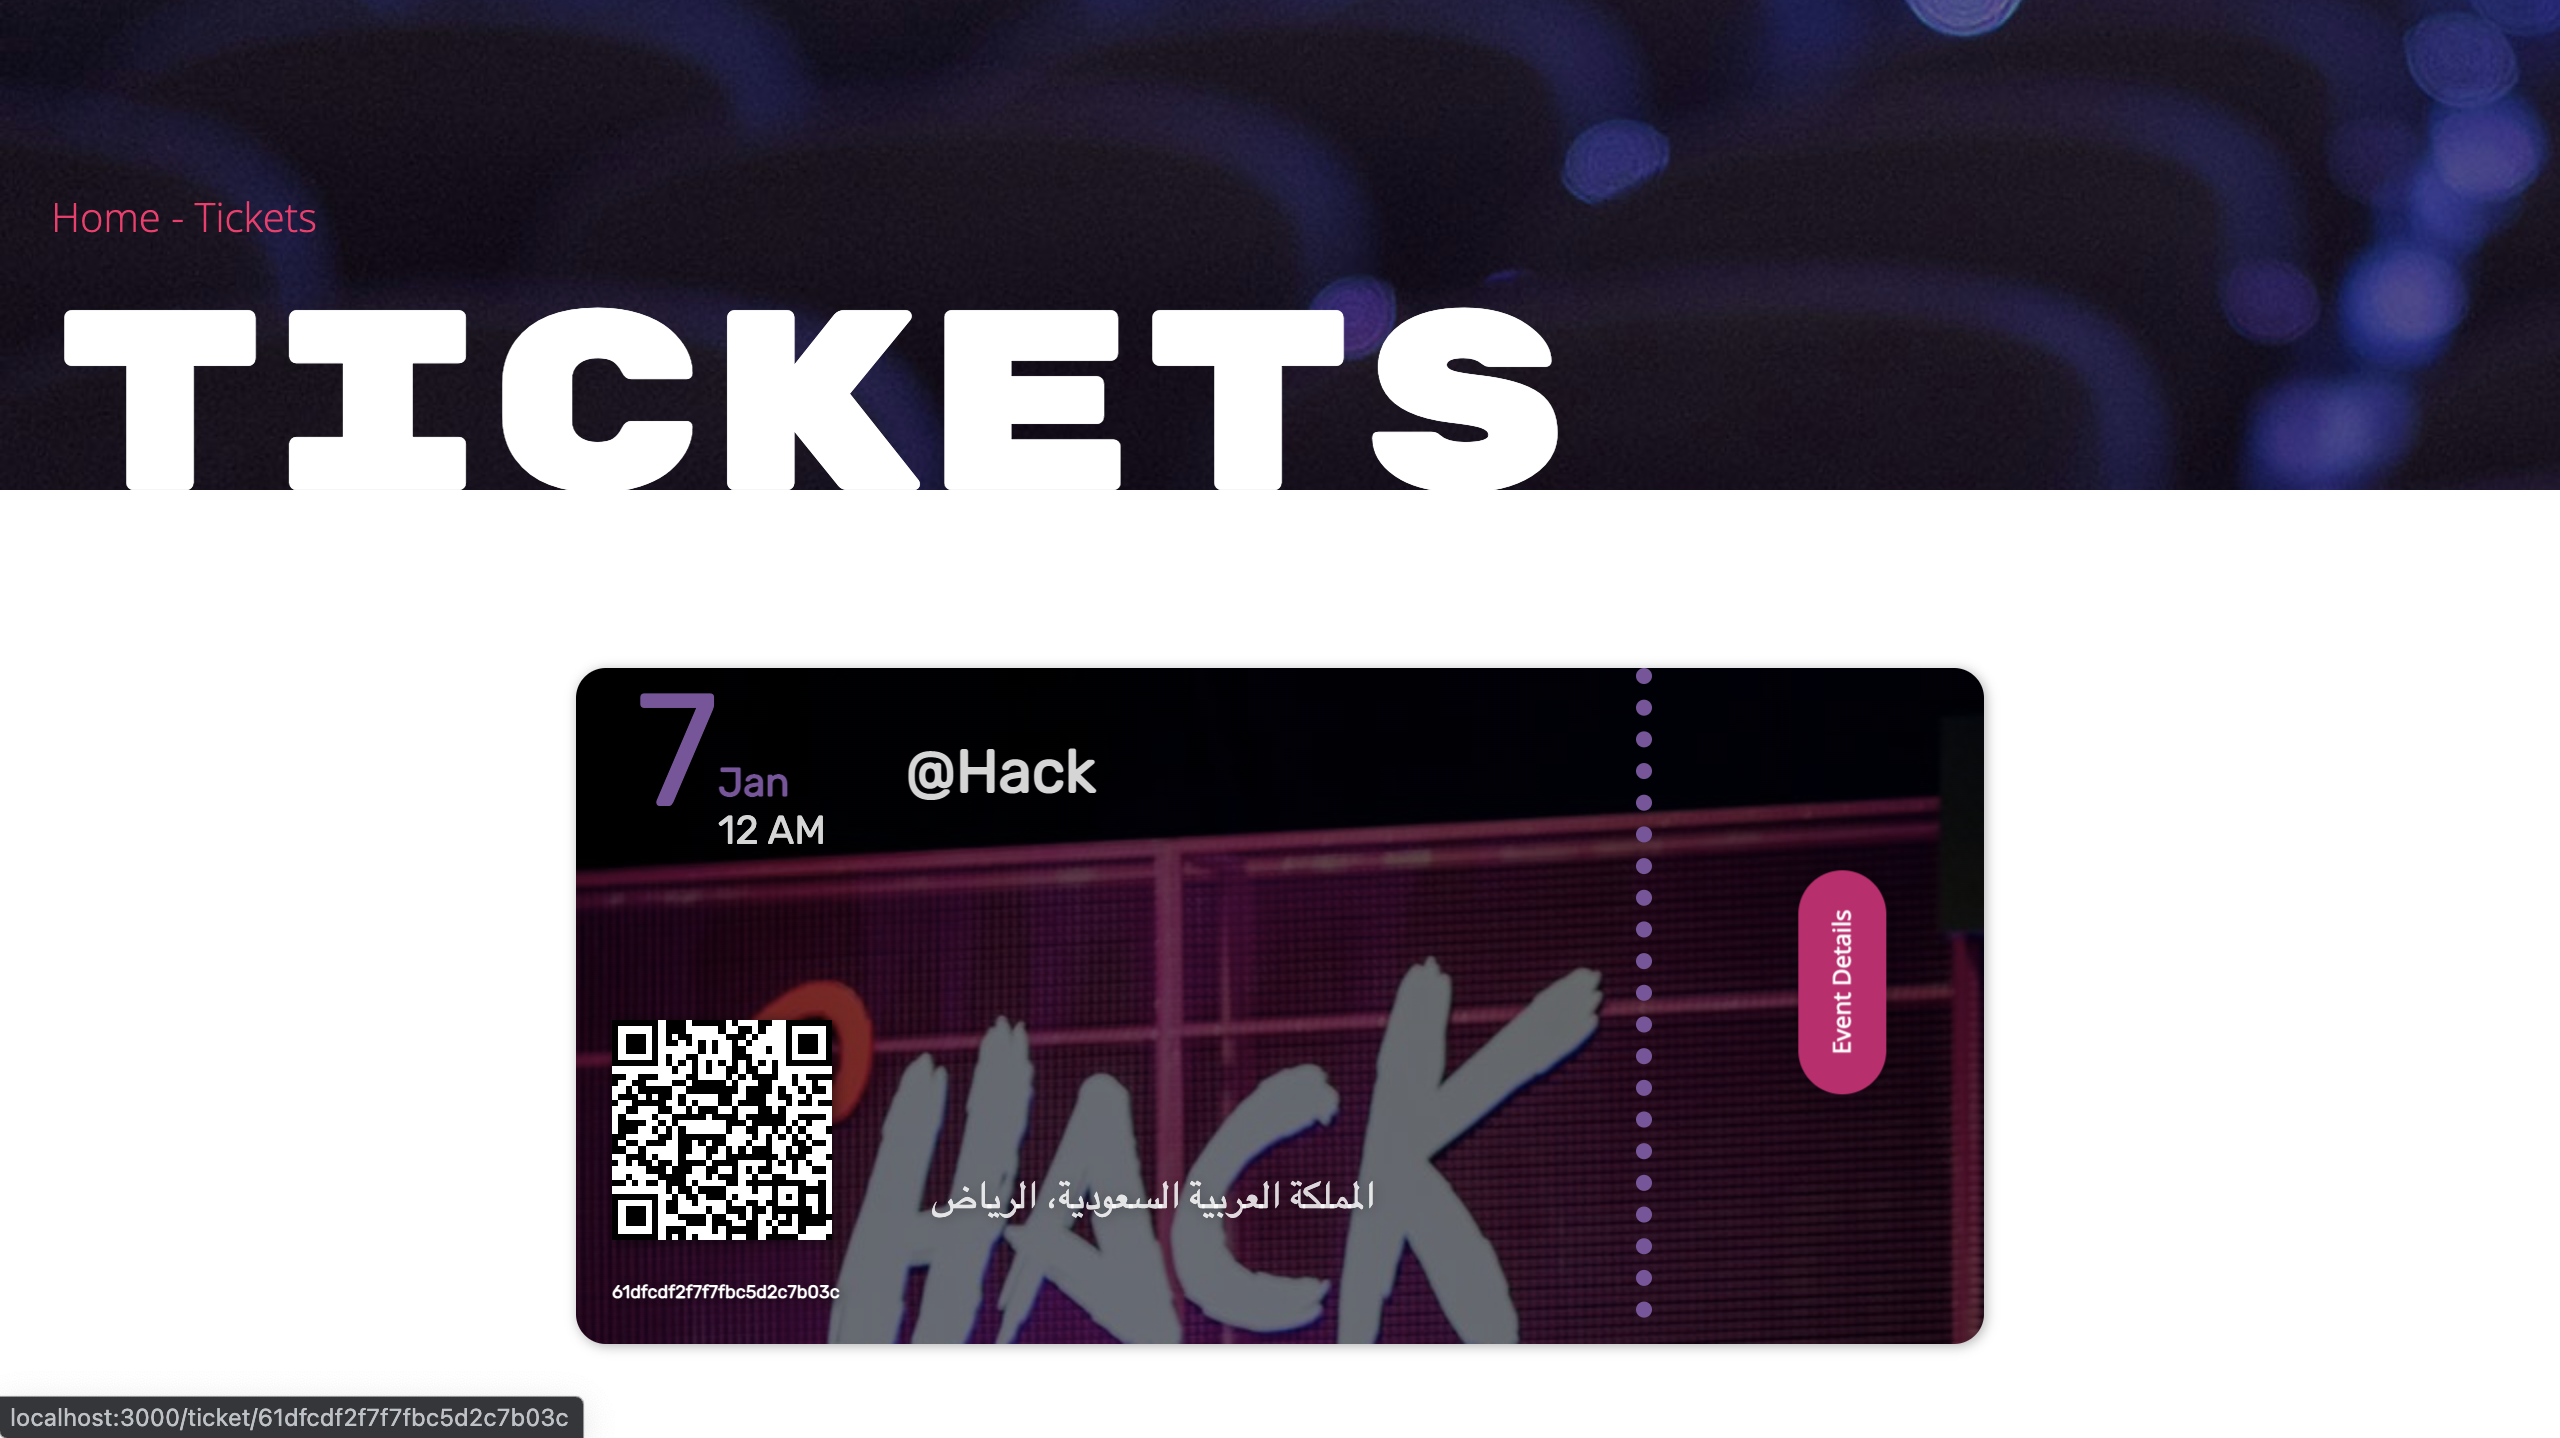 Home - Tickets
TICKETS
7
Jan
12 AM
@Hack
Event Details
HACK
المملكة العربية السعودية، الرياض
61dfcdf2f7f7fbc5d2c7b03c
localhost:3000/ticket/61dfcdf2f7f7fbc5d2c7b03c